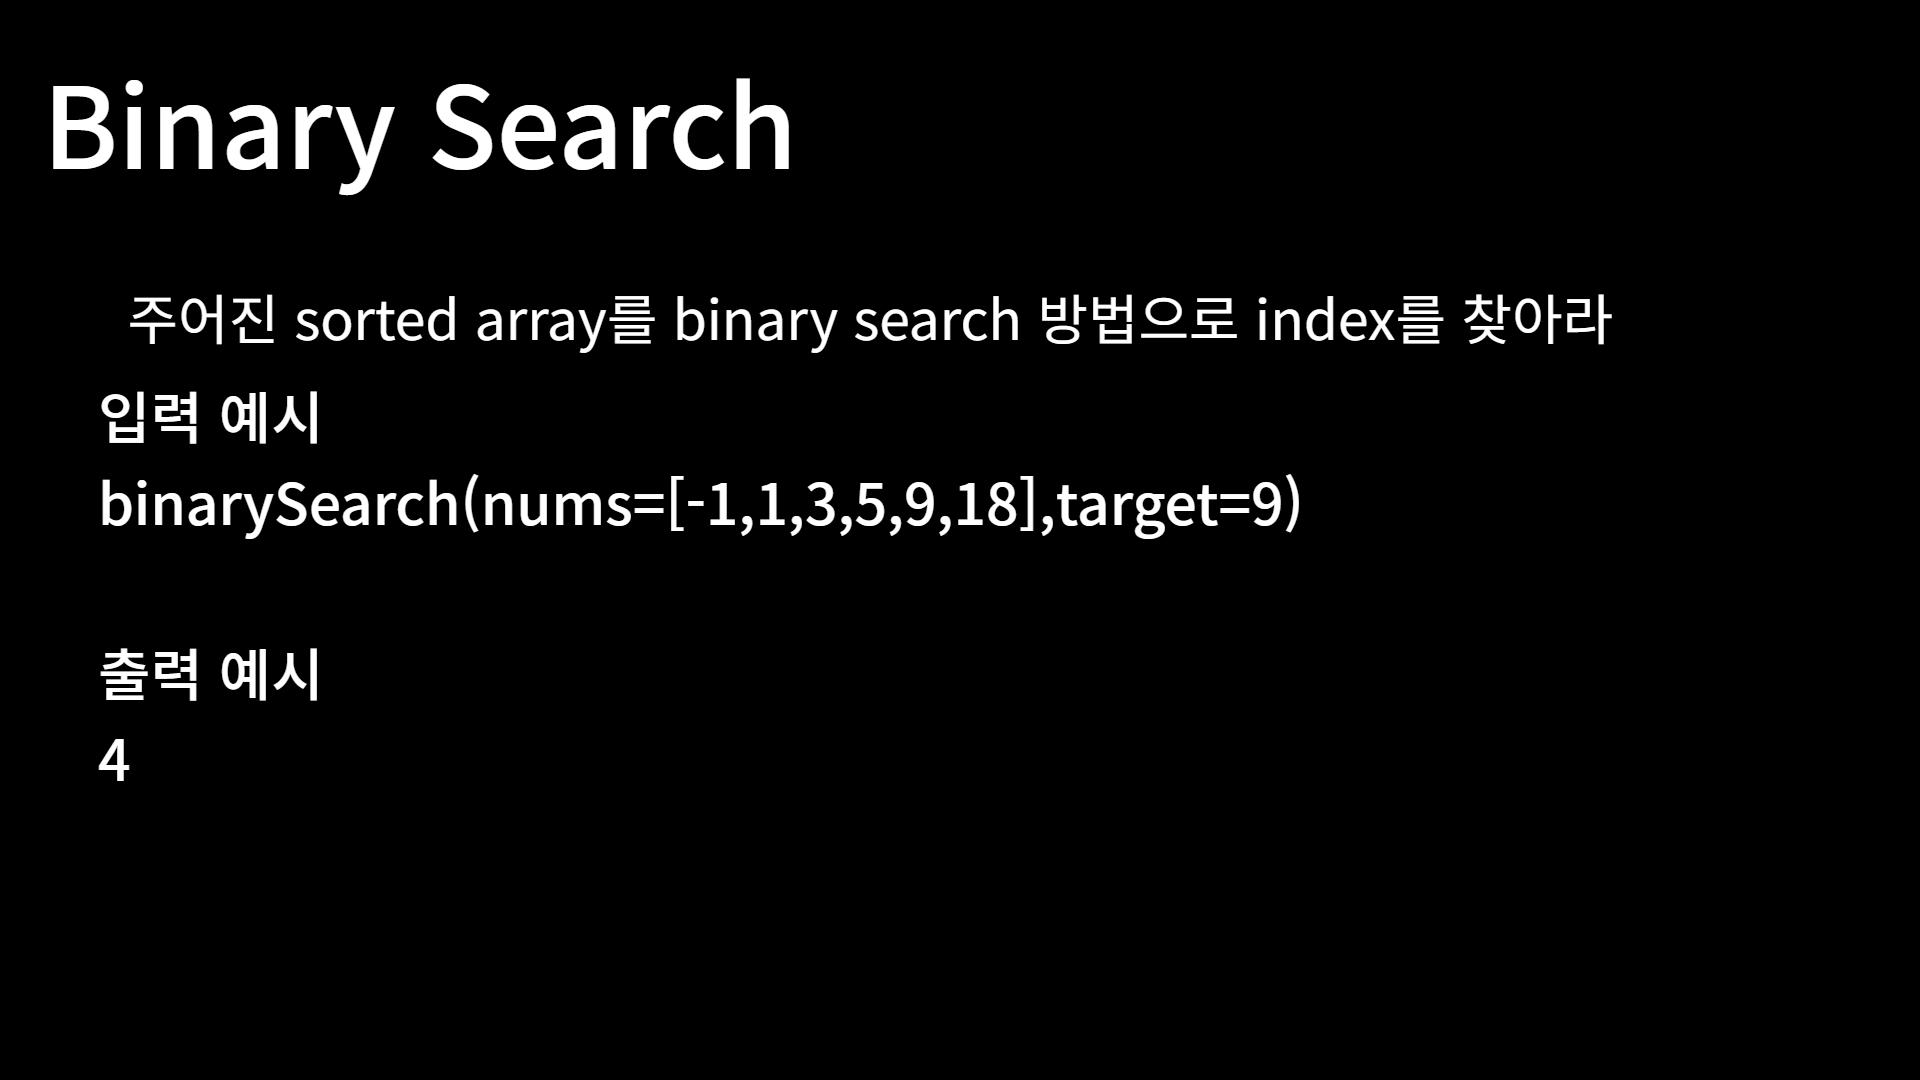 Binary Search
주어진 sorted array를 binary search 방법으로 index를 찾아라
입력 예시
binarySearch(nums=[-1,1,3,5,9,18],target=9)
출력 예시
4